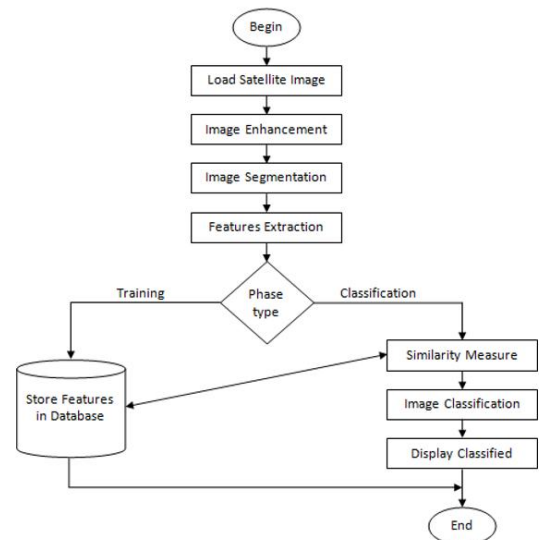 Begin
Load Satellite Image
Image Enhancement
Image Segmentation
Features Extraction
Phase
type
Training
Classification
Store Features
in Database
Similarity Measure
Image Classification
Display Classified
End